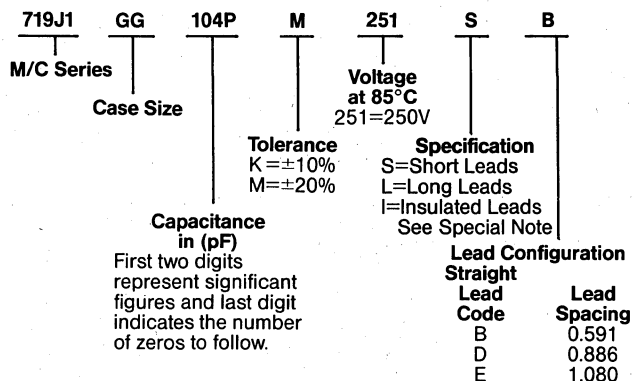 719J1 GG 104P M 251 S B
M/C Series
Case Size
Voltage
at 85°C
251=250V
Tolerance
K=±10%
M=±20%
Specification
S=Short Leads
L=Long Leads
I=Insulated Leads
See Special Note
Capacitance
in (pF)
First two digits
represent significant
figures and last digit
indicates the number
of zeros to follow.
Lead Configuration
Straight
Lead Lead
Code Spacing
B 0.591
D 0.886
E 1.080